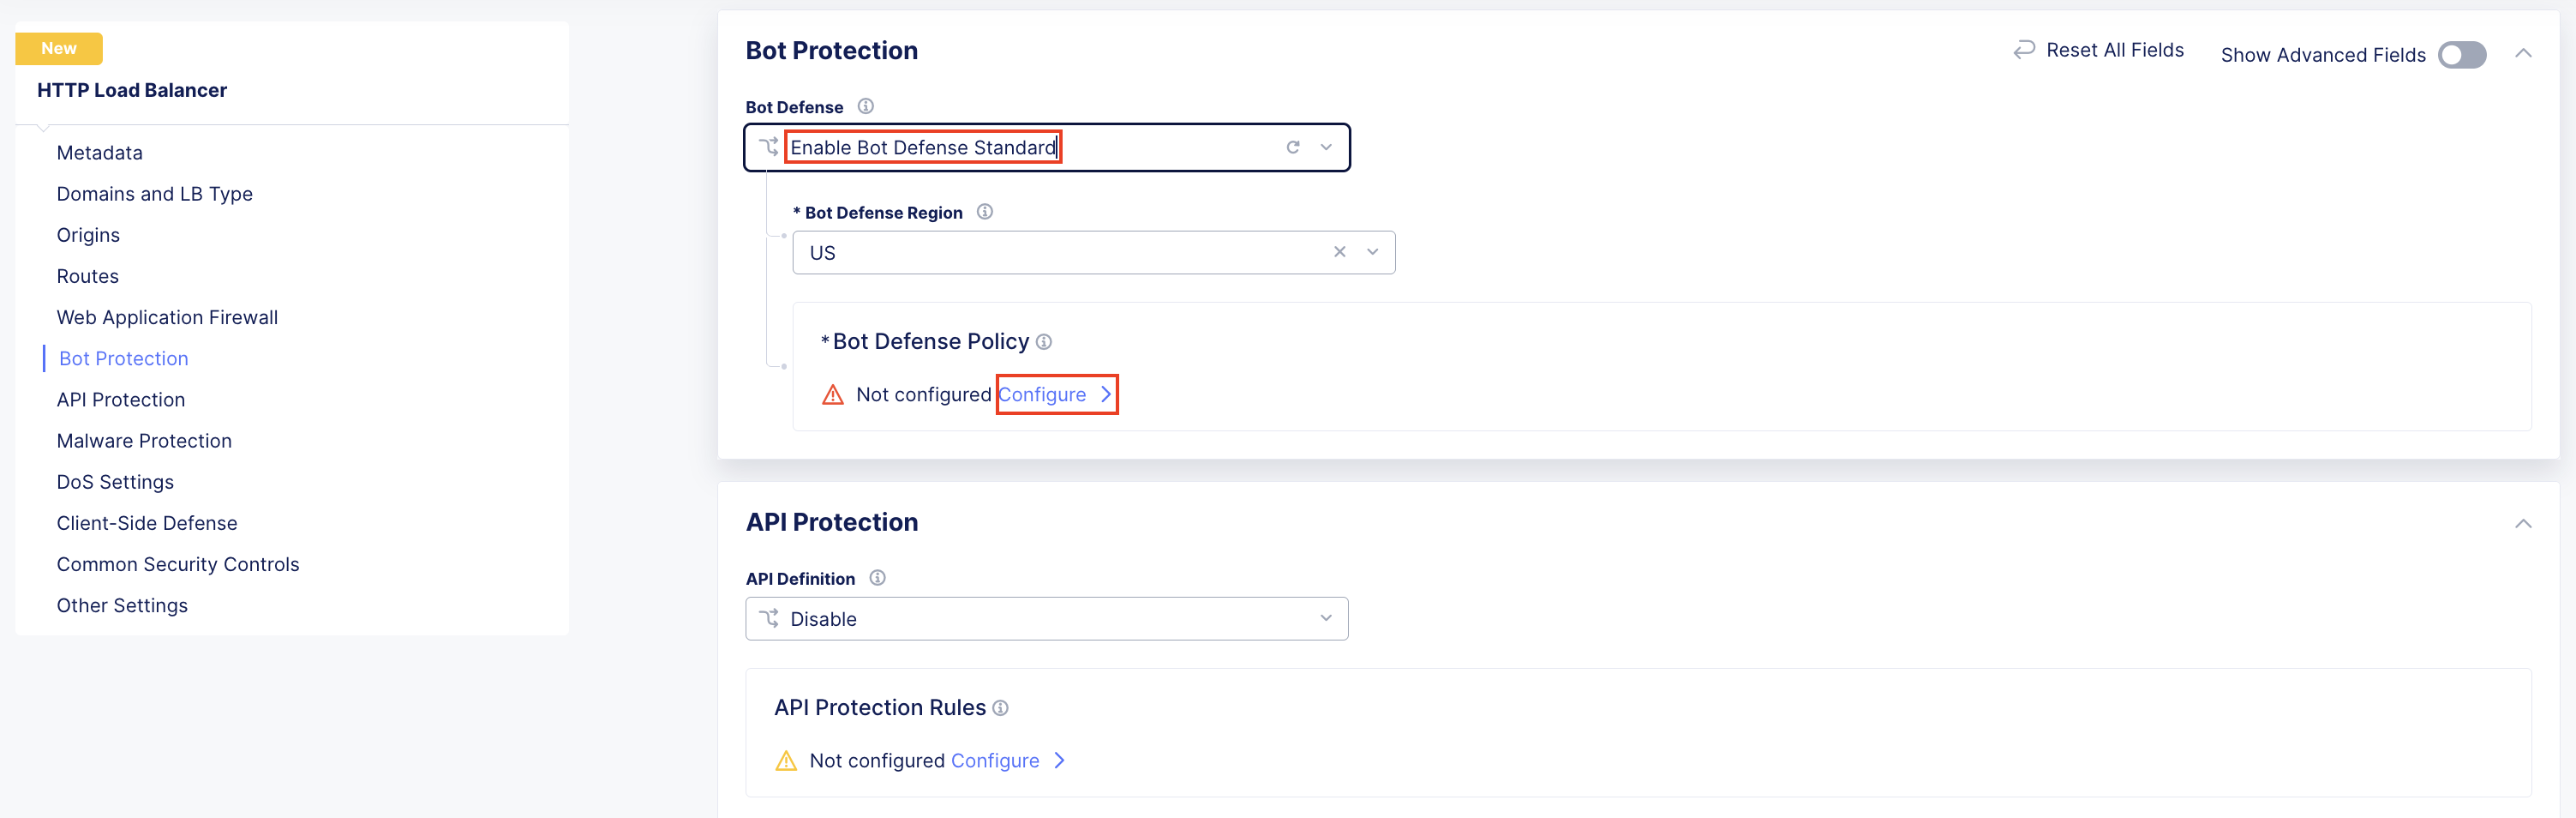 New
HTTP Load Balancer
Metadata
Domains and LB Type
Origins
Routes
Web Application Firewall
Bot Protection
API Protection
Malware Protection
DoS Settings
Client-Side Defense
Common Security Controls
Other Settings
Bot Protection
Reset All Fields
Show Advanced Fields
Bot Defense
Enable Bot Defense Standard
* Bot Defense Region
US
* Bot Defense Policy
Not configured Configure
API Protection
API Definition
Disable
API Protection Rules
Not configured Configure